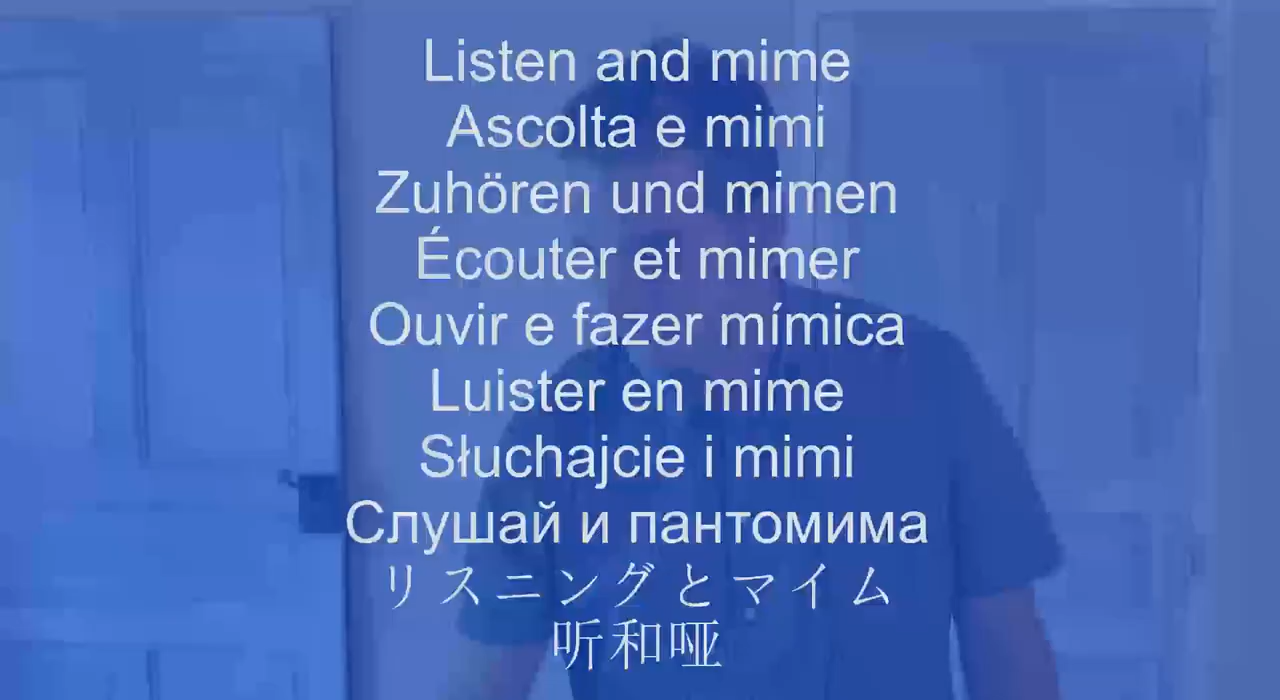 Listen and mime
Ascolta e mimi
Zuhören und mimen
Écouter et mimer
Ouvir e fazer mímica
Luister en mime
Słuchajcie i mimi
Слушай и пантомима
リスニングとマイム
听和哑